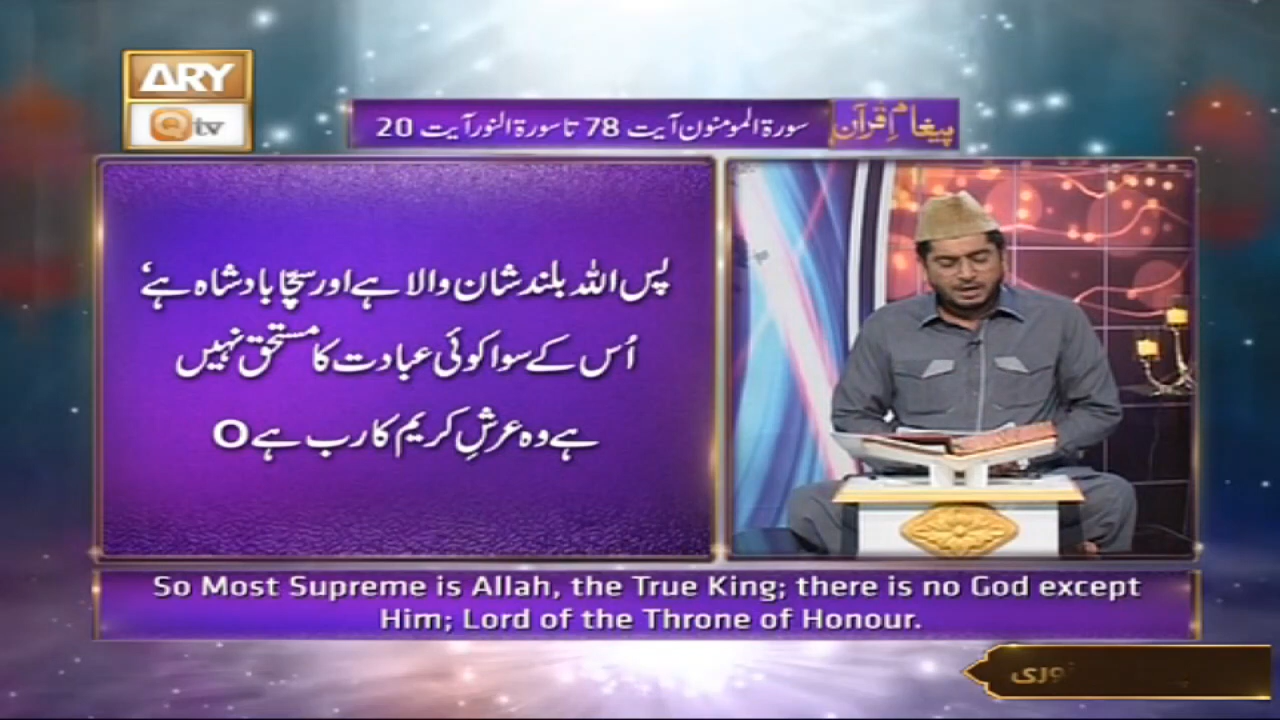 ARY
Qtv
پیغامِ قرآن
سورۃ المومنون آیت 78 تا سورۃ النور آیت 20
پس اللہ بلند شان والا ہے اور سچا بادشاہ ہے‘
اُس کے سوا کوئی عبادت کا مستحق نہیں
ہے وہ عرشِ کریم کا رب ہےO
So Most Supreme is Allah, the True King; there is no God except
Him; Lord of the Throne of Honour.